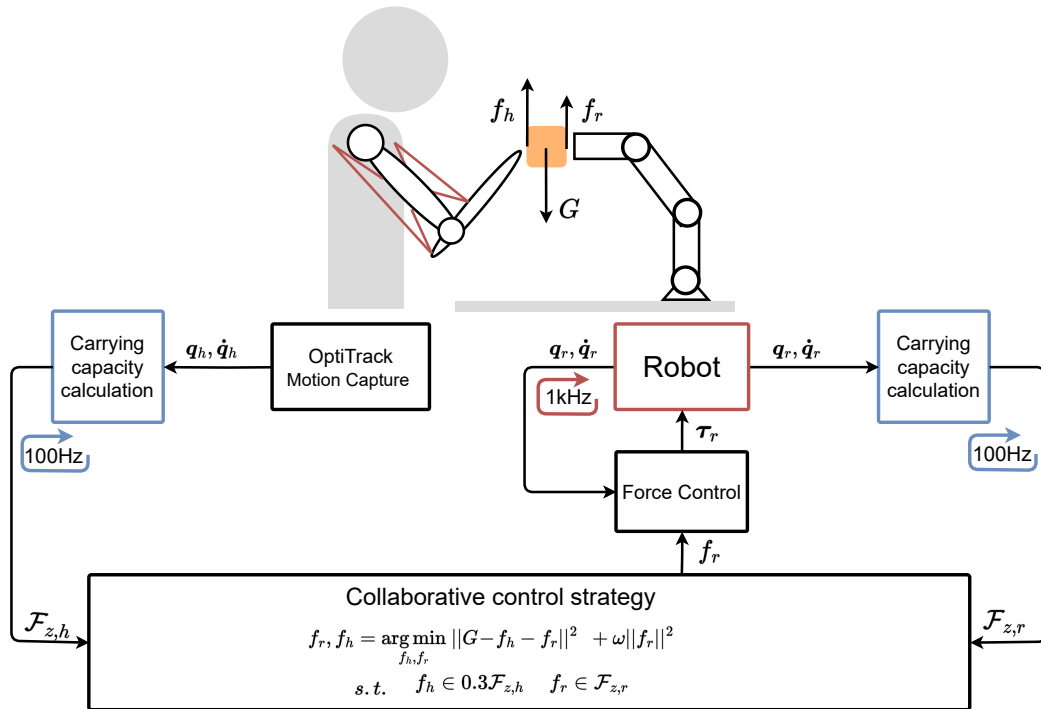 f_h
f_r
G
Carrying capacity calculation
q_h, q̇_h
OptiTrack Motion Capture
q_r, q̇_r
Robot
q_r, q̇_r
Carrying capacity calculation
1kHz
100Hz
100Hz
τ_r
Force Control
f_r
ℱ_{z,h}
ℱ_{z,r}
Collaborative control strategy
f_r, f_h = arg min_{f_h, f_r} ||G−f_h − f_r||² + ω||f_r||²
s.t. f_h ∈ 0.3ℱ_{z,h} f_r ∈ ℱ_{z,r}